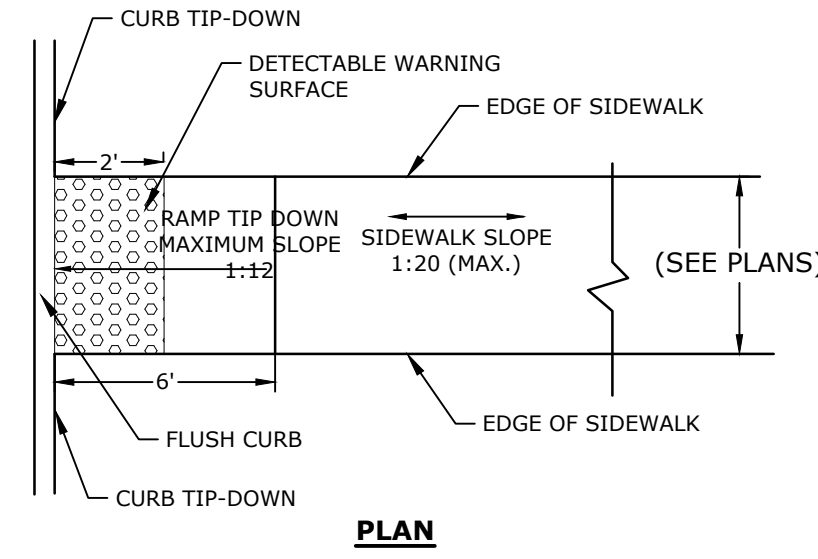 CURB TIP-DOWN
DETECTABLE WARNING
SURFACE
EDGE OF SIDEWALK
2'
RAMP TIP DOWN
MAXIMUM SLOPE
1:12
SIDEWALK SLOPE
1:20 (MAX.)
(SEE PLANS)
6'
FLUSH CURB
EDGE OF SIDEWALK
CURB TIP-DOWN
PLAN